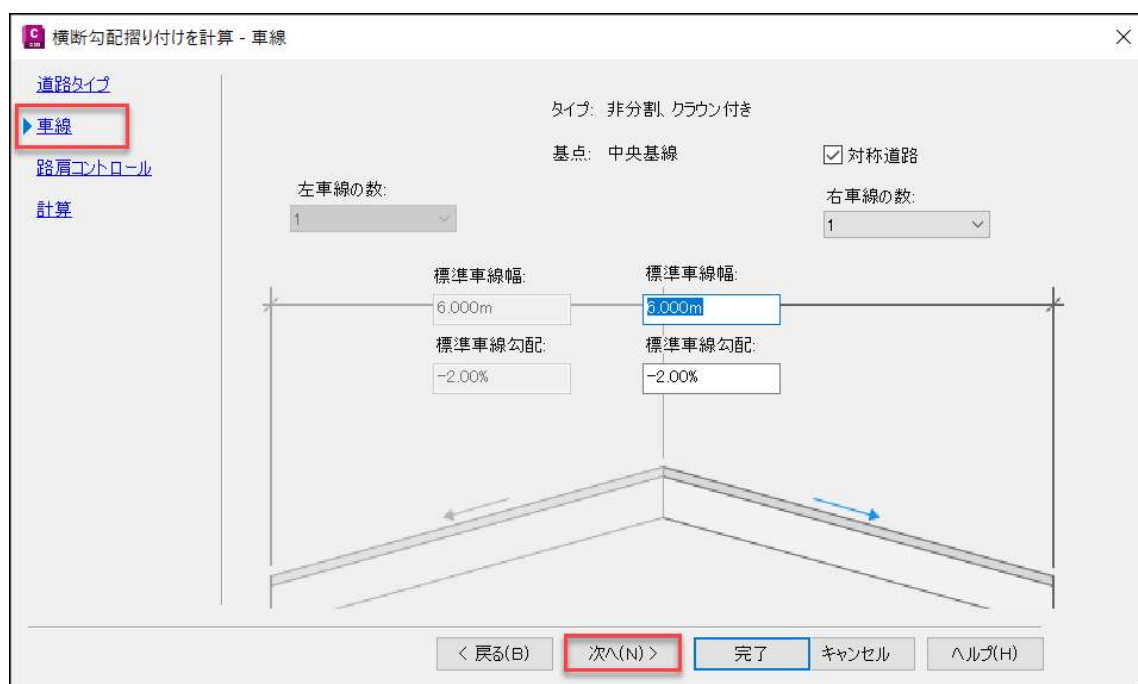 横断勾配摺り付けを計算 - 車線
道路タイプ
車線
路肩コントロール
計算
タイプ: 非分割、クラウン付き
基点: 中央基線
対称道路
左車線の数:
1
右車線の数:
1
標準車線幅:
6.000m
標準車線幅:
6.000m
標準車線勾配:
-2.00%
標準車線勾配:
-2.00%
< 戻る(B)
次へ(N) >
完了
キャンセル
ヘルプ(H)